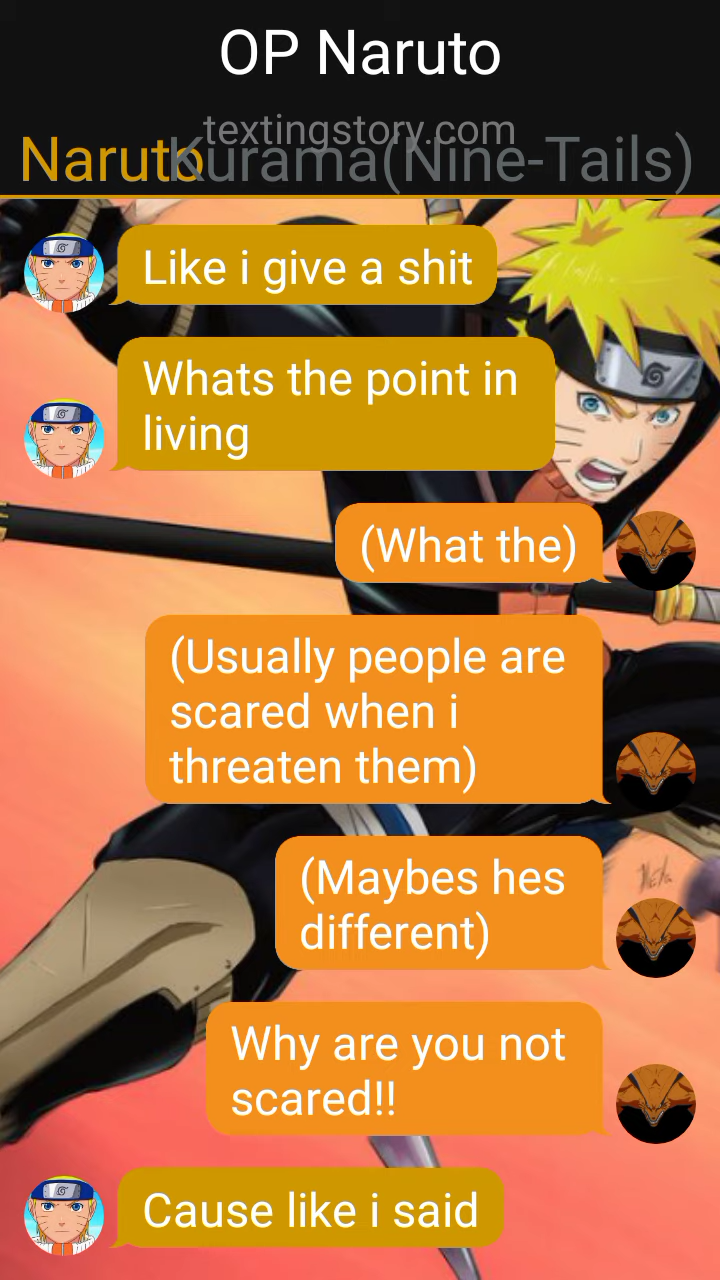 OP Naruto
textingstory.com
Naruto Kurama(Nine-Tails)
Like i give a shit
Whats the point in
living
(What the)
(Usually people are
scared when i
threaten them)
(Maybes hes
different)
Why are you not
scared!!
Cause like i said